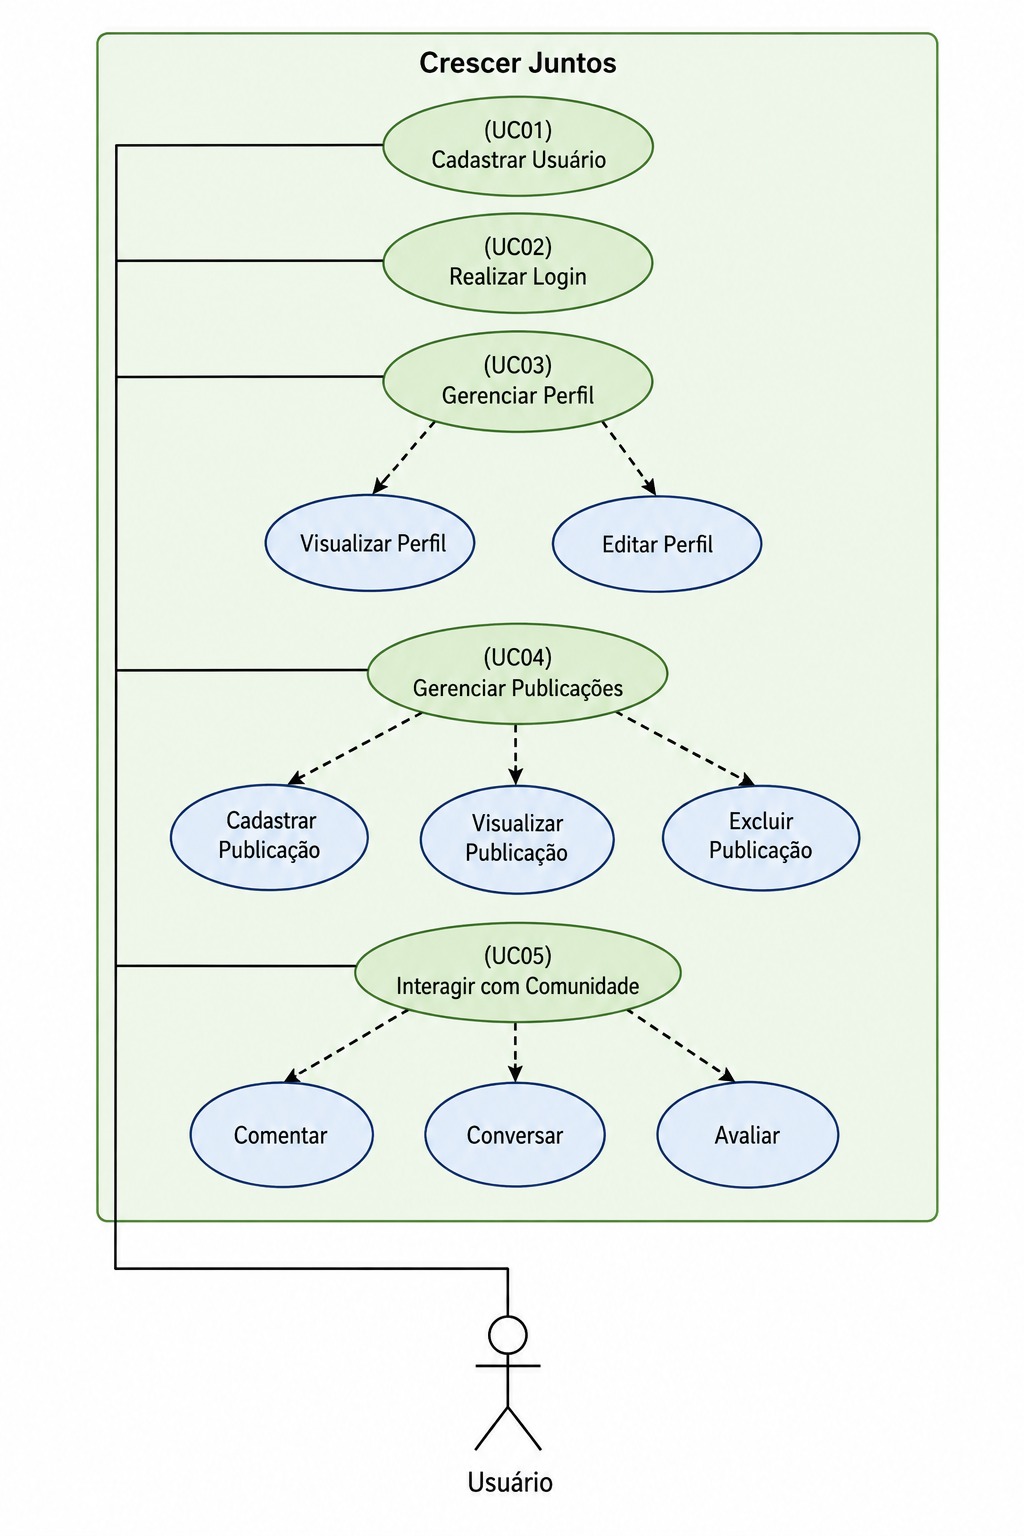 Crescer Juntos
(UC01)
Cadastrar Usuário
(UC02)
Realizar Login
(UC03)
Gerenciar Perfil
Visualizar Perfil
Editar Perfil
(UC04)
Gerenciar Publicações
Cadastrar
Publicação
Visualizar
Publicação
Excluir
Publicação
(UC05)
Interagir com Comunidade
Comentar
Conversar
Avaliar
Usuário